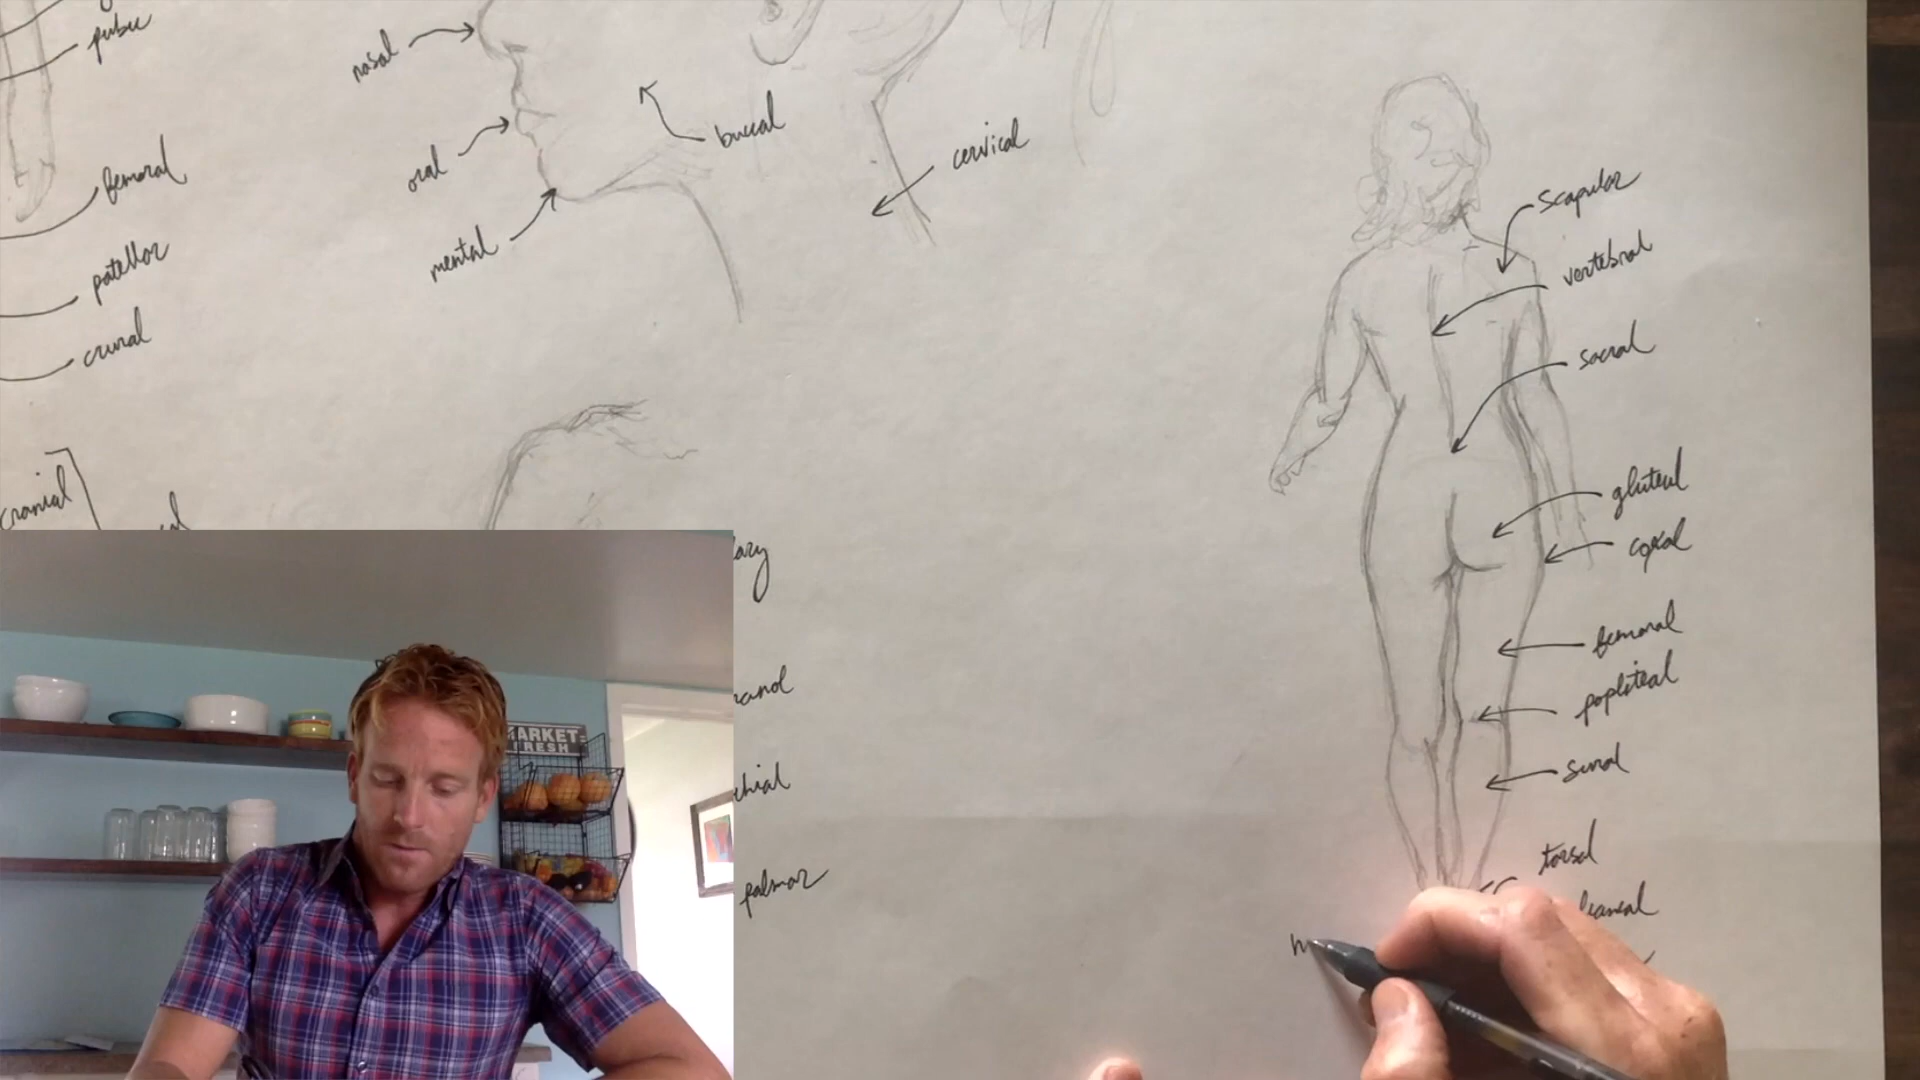 pubic
femoral
patellar
crural
cranial
nasal
oral
mental
buccal
cervical
palmar
scapular
vertebral
sacral
gluteal
coxal
femoral
popliteal
sural
tarsal
MARKET
FRESH